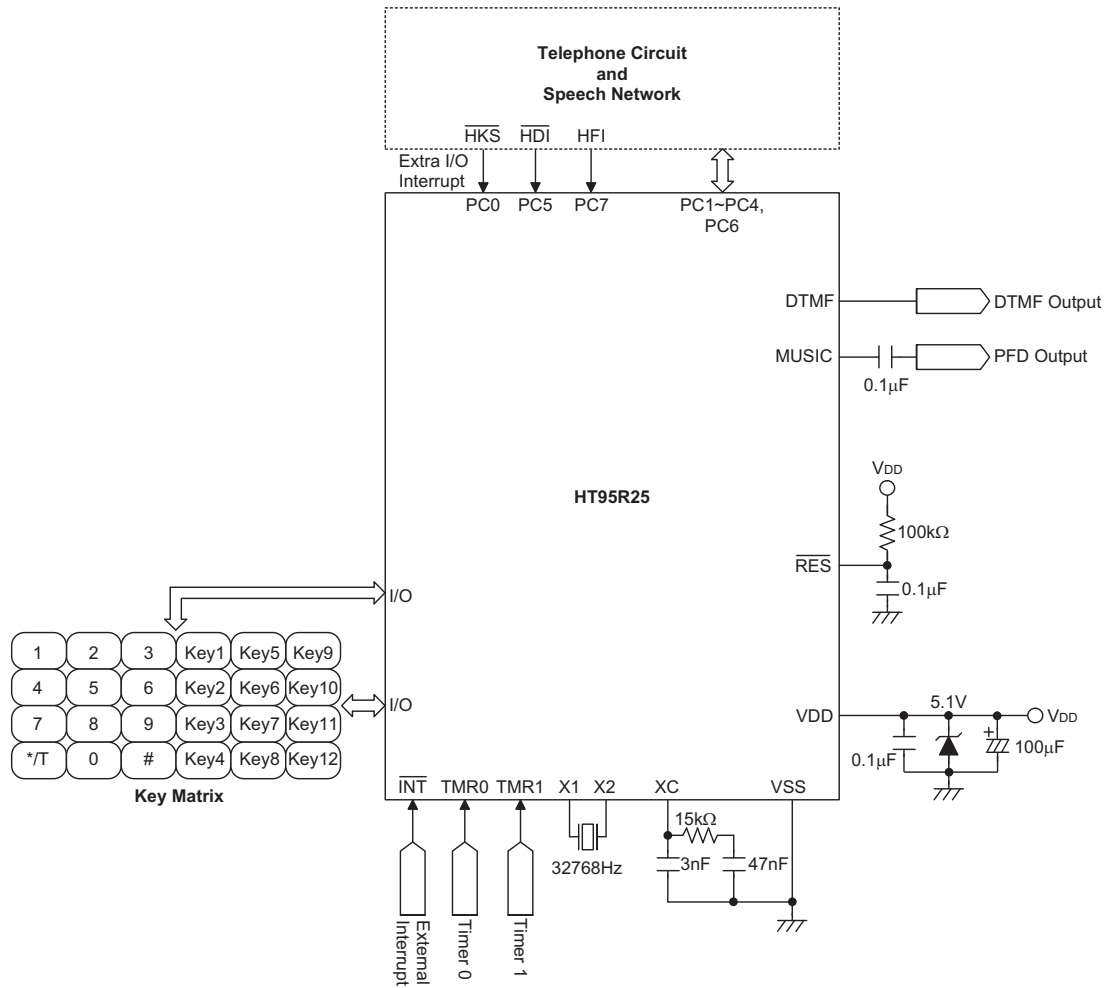 Telephone Circuit
and
Speech Network
HKS HDI HFI
Extra I/O
Interrupt
PC0 PC5 PC7 PC1~PC4,
PC6
DTMF DTMF Output
MUSIC PFD Output
0.1μF
VDD
HT95R25
100kΩ
RES
0.1μF
I/O
1 2 3 Key1 Key5 Key9
4 5 6 Key2 Key6 Key10
I/O
7 8 9 Key3 Key7 Key11
*/T 0 # Key4 Key8 Key12
Key Matrix
5.1V
VDD VDD
0.1μF + 100μF
INT TMR0 TMR1 X1 X2 XC VSS
15kΩ
32768Hz 3nF 47nF
External
Interrupt
Timer 0
Timer 1